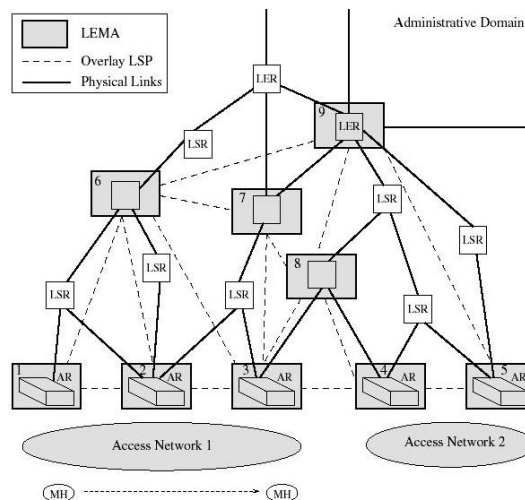 LEMA
Overlay LSP
Physical Links
Administrative Domain
LER
9
LER
LSR
6
7
LSR
LSR
8
LSR
LSR
LSR
LSR
1
AR
2
AR
3
AR
4
AR
5
AR
Access Network 1
Access Network 2
MH
MH